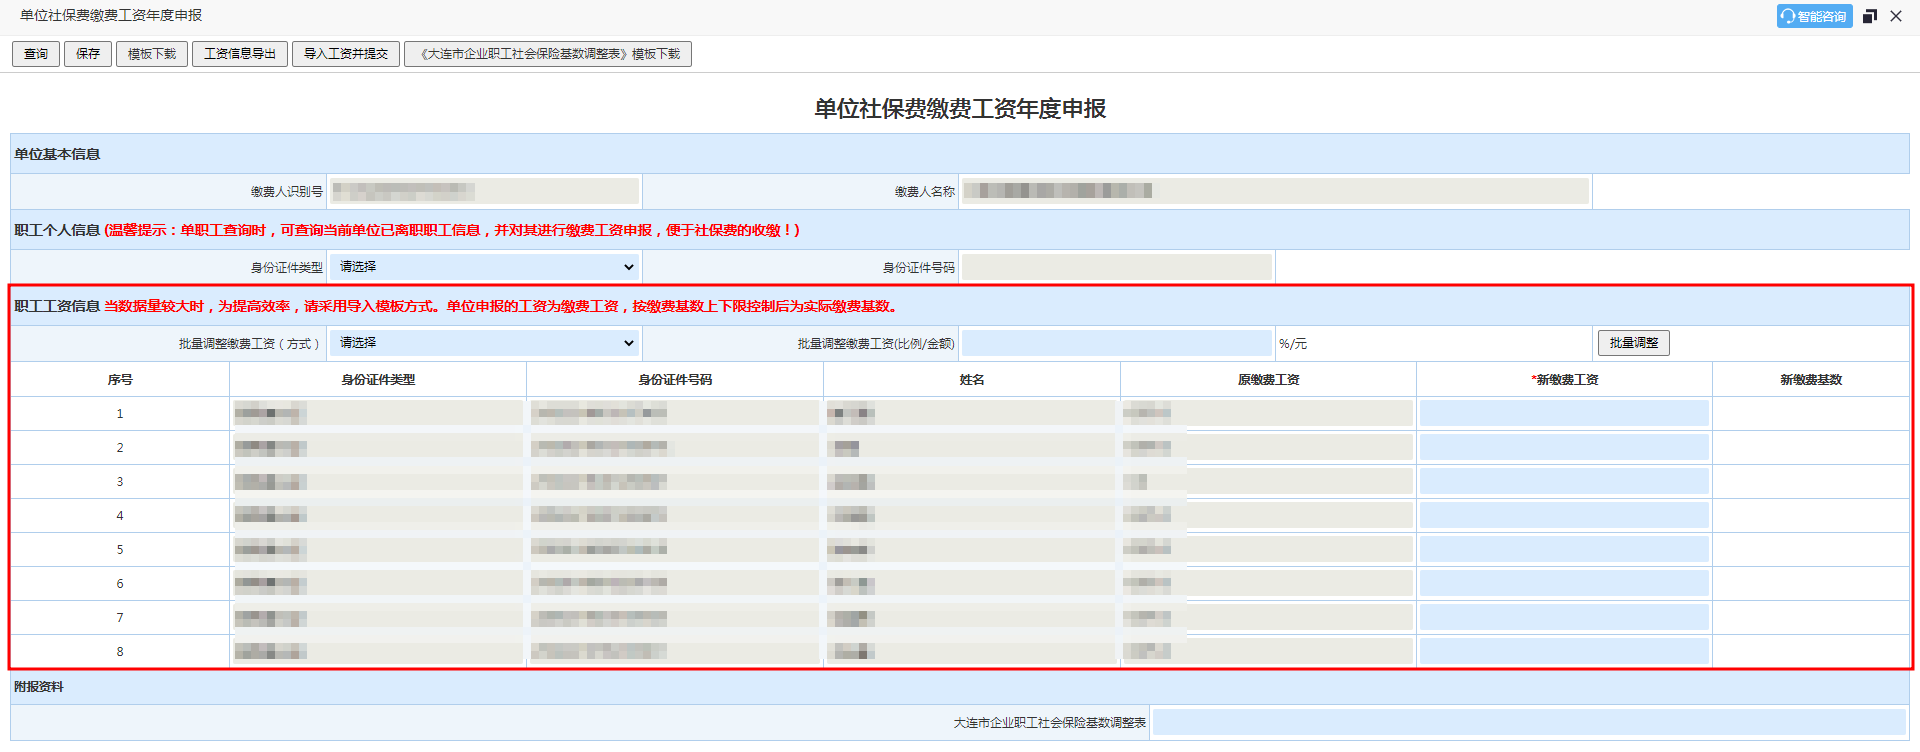 单位社保费缴费工资年度申报
智能咨询
查询 保存 模板下载 工资信息导出 导入工资并提交 《大连市企业职工社会保险基数调整表》模板下载
单位社保费缴费工资年度申报
单位基本信息
缴费人识别号 缴费人名称
职工个人信息 (温馨提示：单职工查询时，可查询当前单位已离职职工信息，并对其进行缴费工资申报，便于社保费的收缴！)
身份证件类型 请选择 身份证件号码
职工工资信息 当数据量较大时，为提高效率，请采用导入模板方式。单位申报的工资为缴费工资，按缴费基数上下限控制后为实际缴费基数。
批量调整缴费工资（方式） 请选择 批量调整缴费工资(比例/金额) %/元 批量调整
序号 身份证件类型 身份证件号码 姓名 原缴费工资 *新缴费工资 新缴费基数
1
2
3
4
5
6
7
8
附报资料
大连市企业职工社会保险基数调整表